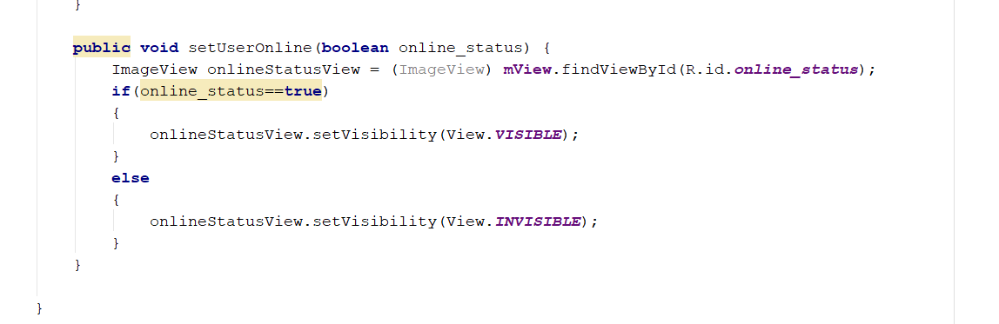 }
public void setUserOnline(boolean online_status) {
ImageView onlineStatusView = (ImageView) mView.findViewById(R.id.online_status);
if(online_status==true)
{
onlineStatusView.setVisibility(View.VISIBLE);
}
else
{
onlineStatusView.setVisibility(View.INVISIBLE);
}
}
}